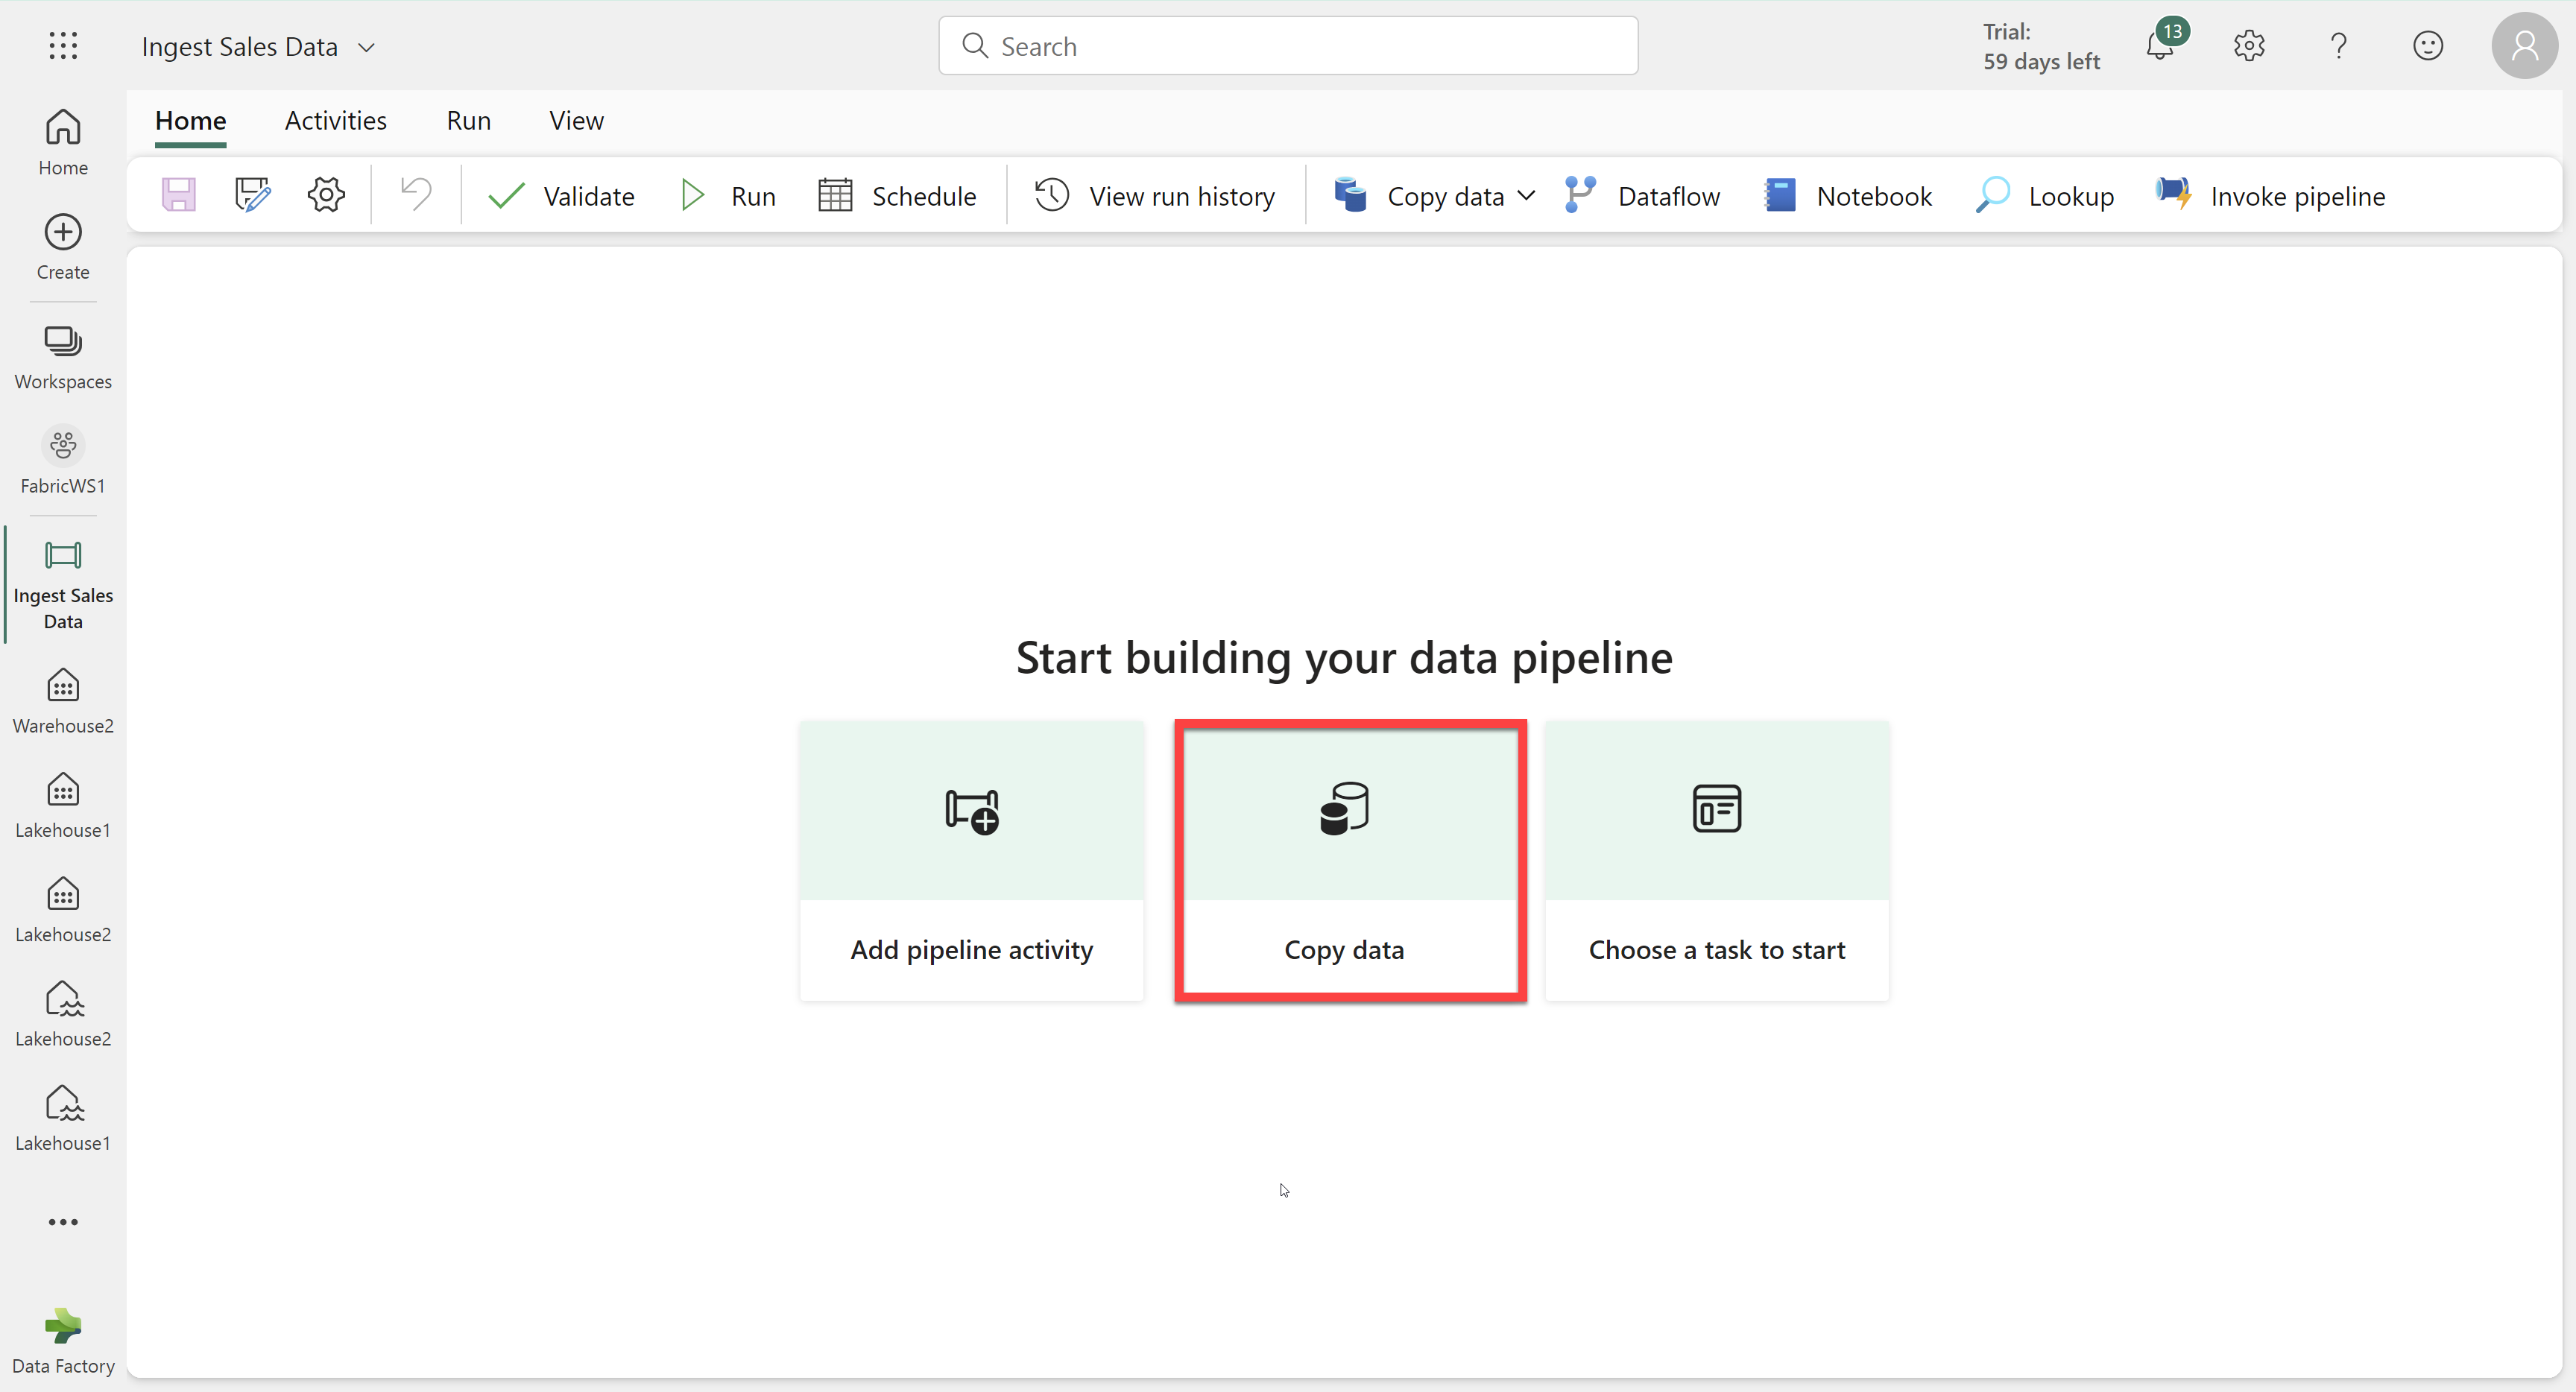 Ingest Sales Data
Search
Trial:
59 days left
13
Home
Activities
Run
View
Validate
Run
Schedule
View run history
Copy data
Dataflow
Notebook
Lookup
Invoke pipeline
Home
Create
Workspaces
FabricWS1
Ingest Sales
Data
Warehouse2
Lakehouse1
Lakehouse2
Lakehouse2
Lakehouse1
Data Factory
Start building your data pipeline
Add pipeline activity
Copy data
Choose a task to start